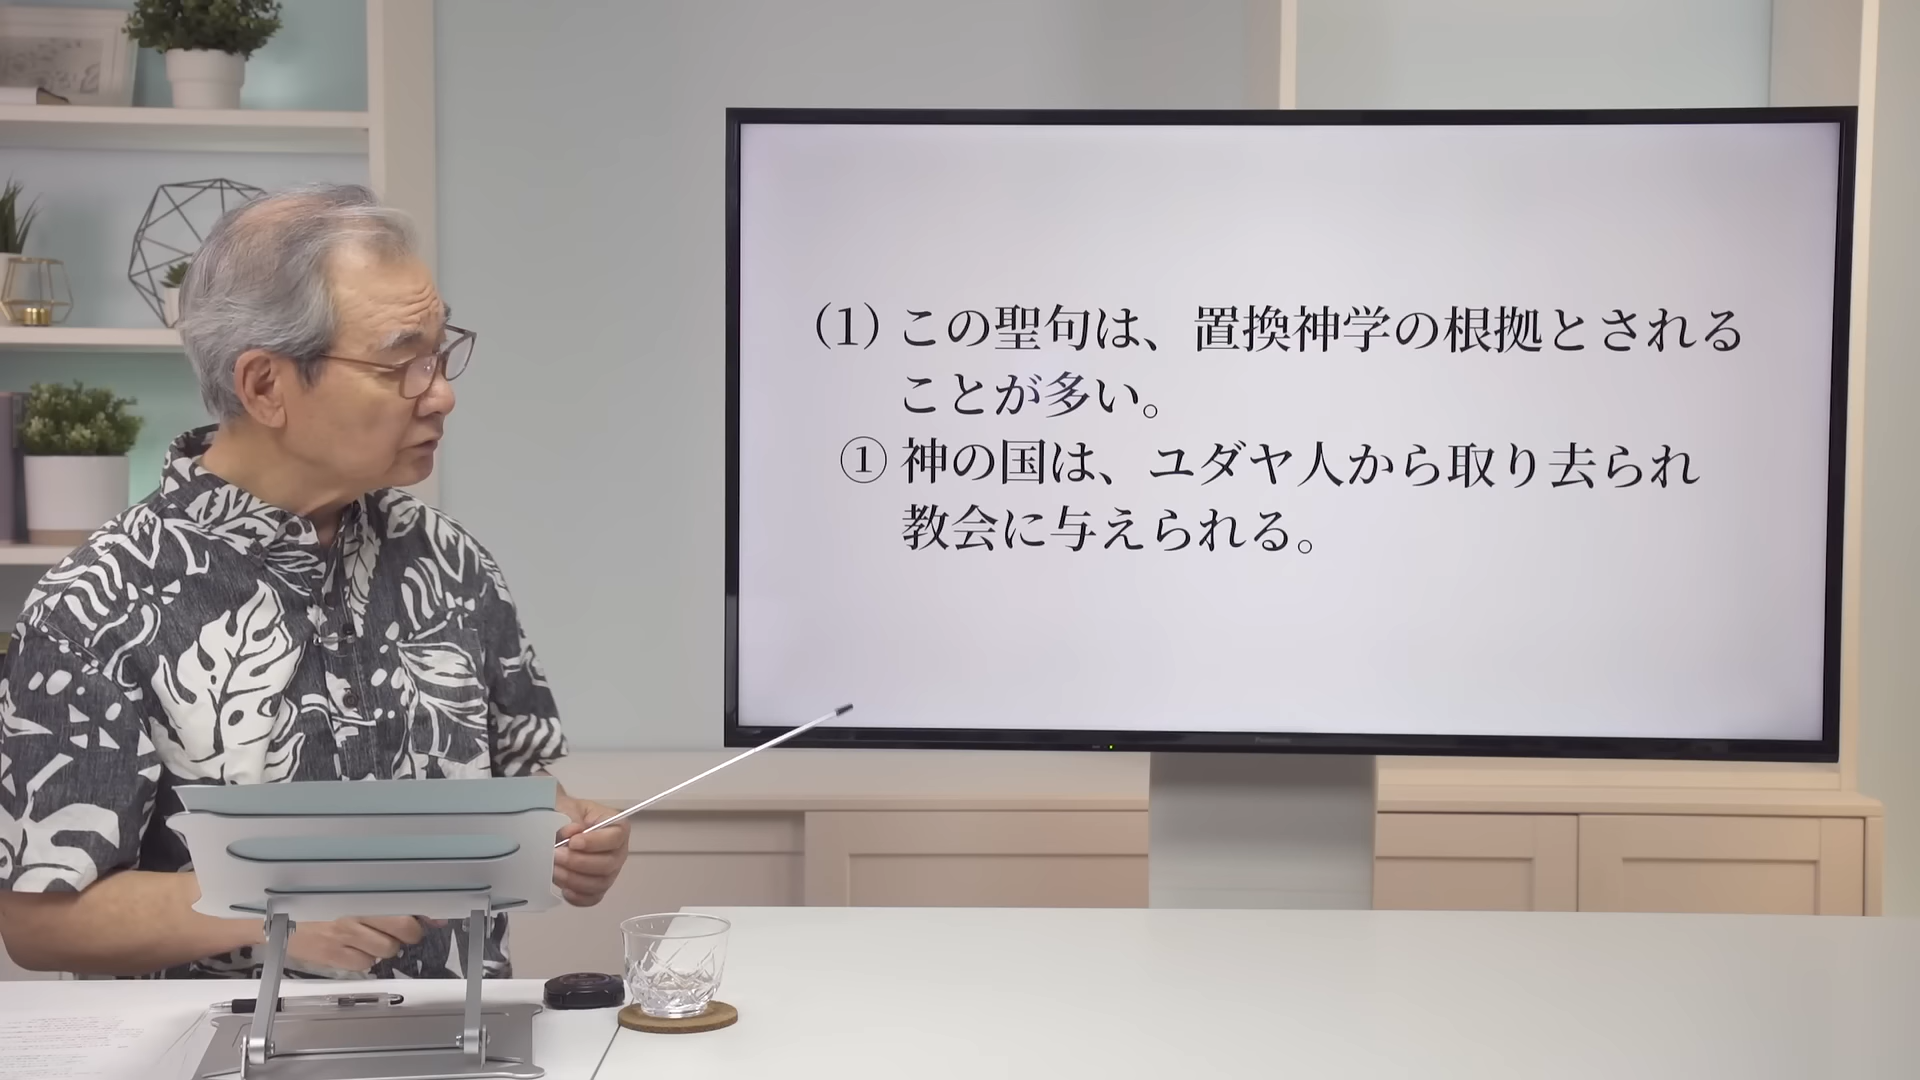 (1) この聖句は、置換神学の根拠とされる
ことが多い。
① 神の国は、ユダヤ人から取り去られ
教会に与えられる。